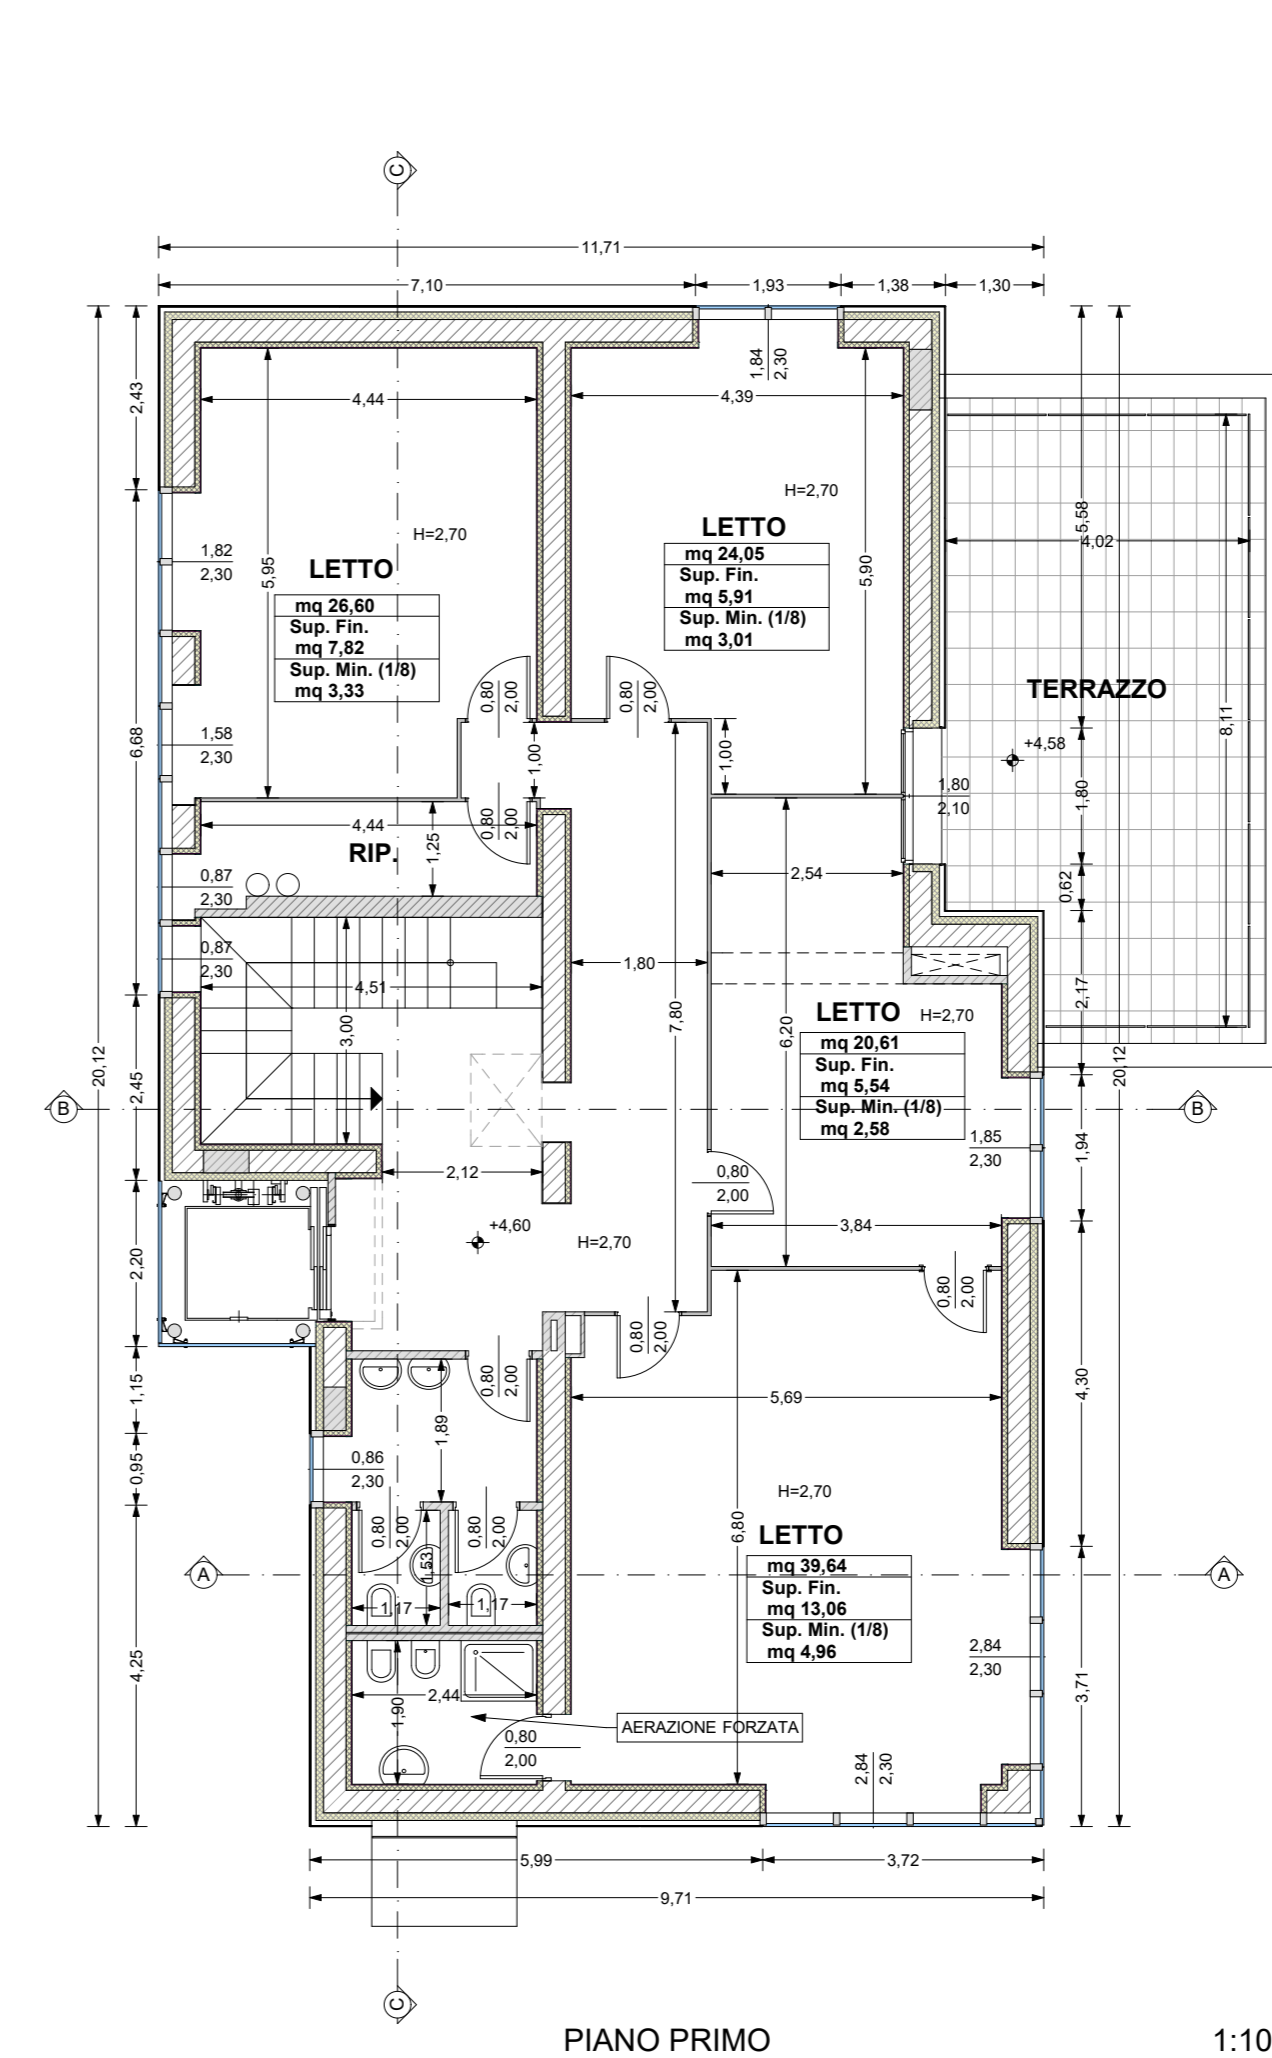 C
11,71
7,10
1,93
1,38
1,30
2,43
4,44
1,84
2,30
4,39
5,58
4,02
H=2,70
LETTO
mq 24,05
Sup. Fin.
mq 5,91
Sup. Min. (1/8)
mq 3,01
H=2,70
LETTO
mq 26,60
Sup. Fin.
mq 7,82
Sup. Min. (1/8)
mq 3,33
1,82
2,30
5,95
5,90
TERRAZZO
8,11
+4,58
0,80
2,00
0,80
2,00
6,68
1,58
2,30
1,00
1,00
1,80
2,10
1,80
4,44
1,25
0,80
2,00
RIP.
0,87
2,30
2,54
0,62
0,87
2,30
4,51
3,00
1,80
7,80
6,20
2,17
LETTO
H=2,70
mq 20,61
Sup. Fin.
mq 5,54
Sup. Min. (1/8)
mq 2,58
20,12
2,45
20,12
B
B
1,85
2,30
1,94
2,12
0,80
2,00
+4,60
H=2,70
3,84
2,20
0,80
2,00
0,80
2,00
1,15
0,80
2,00
5,69
4,30
1,89
0,95
0,86
2,30
H=2,70
LETTO
mq 39,64
Sup. Fin.
mq 13,06
Sup. Min. (1/8)
mq 4,96
6,80
0,80
2,00
0,80
2,00
1,53
A
A
1,17
1,17
4,25
2,84
2,30
3,71
2,44
1,90
AERAZIONE FORZATA
0,80
2,00
2,84
2,30
5,99
3,72
9,71
C
PIANO PRIMO
1:10